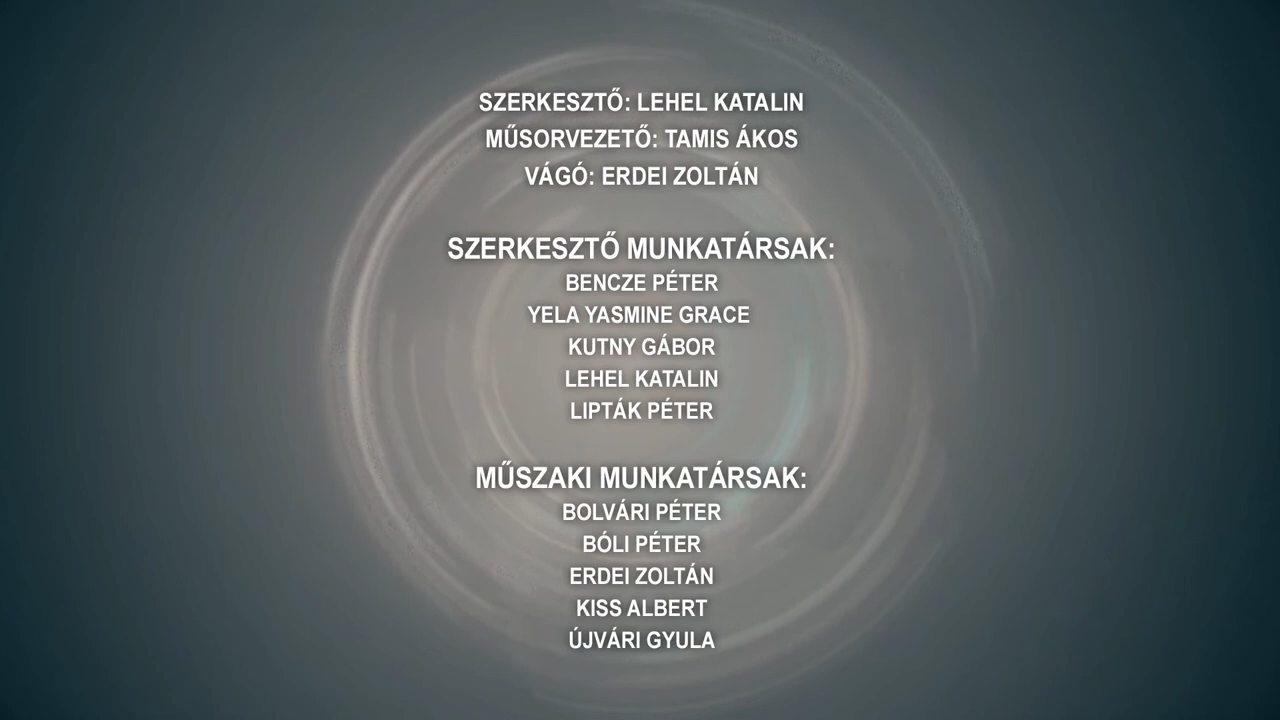 SZERKESZTŐ: LEHEL KATALIN
MŰSORVEZETŐ: TAMIS ÁKOS
VÁGÓ: ERDEI ZOLTÁN
SZERKESZTŐ MUNKATÁRSAK:
BENCZE PÉTER
YELA YASMINE GRACE
KUTNY GÁBOR
LEHEL KATALIN
LIPTÁK PÉTER
MŰSZAKI MUNKATÁRSAK:
BOLVÁRI PÉTER
BÓLI PÉTER
ERDEI ZOLTÁN
KISS ALBERT
ÚJVÁRI GYULA